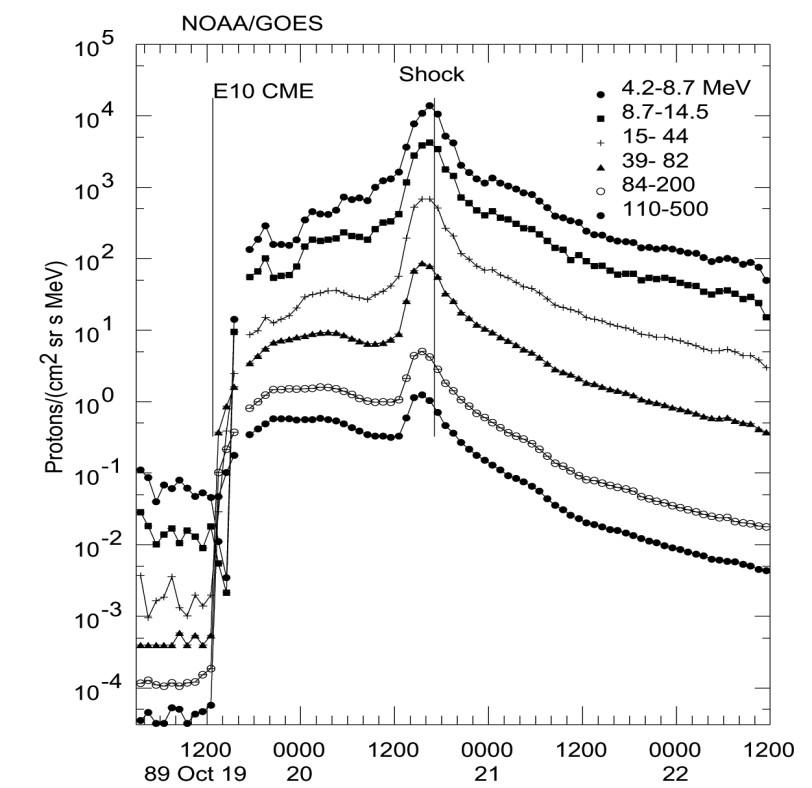 NOAA/GOES
10^5
Shock
E10 CME
4.2-8.7 MeV
8.7-14.5
15- 44
39- 82
84-200
110-500
10^4
10^3
10^2
10^1
10^0
10^-1
10^-2
10^-3
10^-4
Protons/(cm^2 sr s MeV)
1200 0000 1200 0000 1200 0000 1200
89 Oct 19 20 21 22